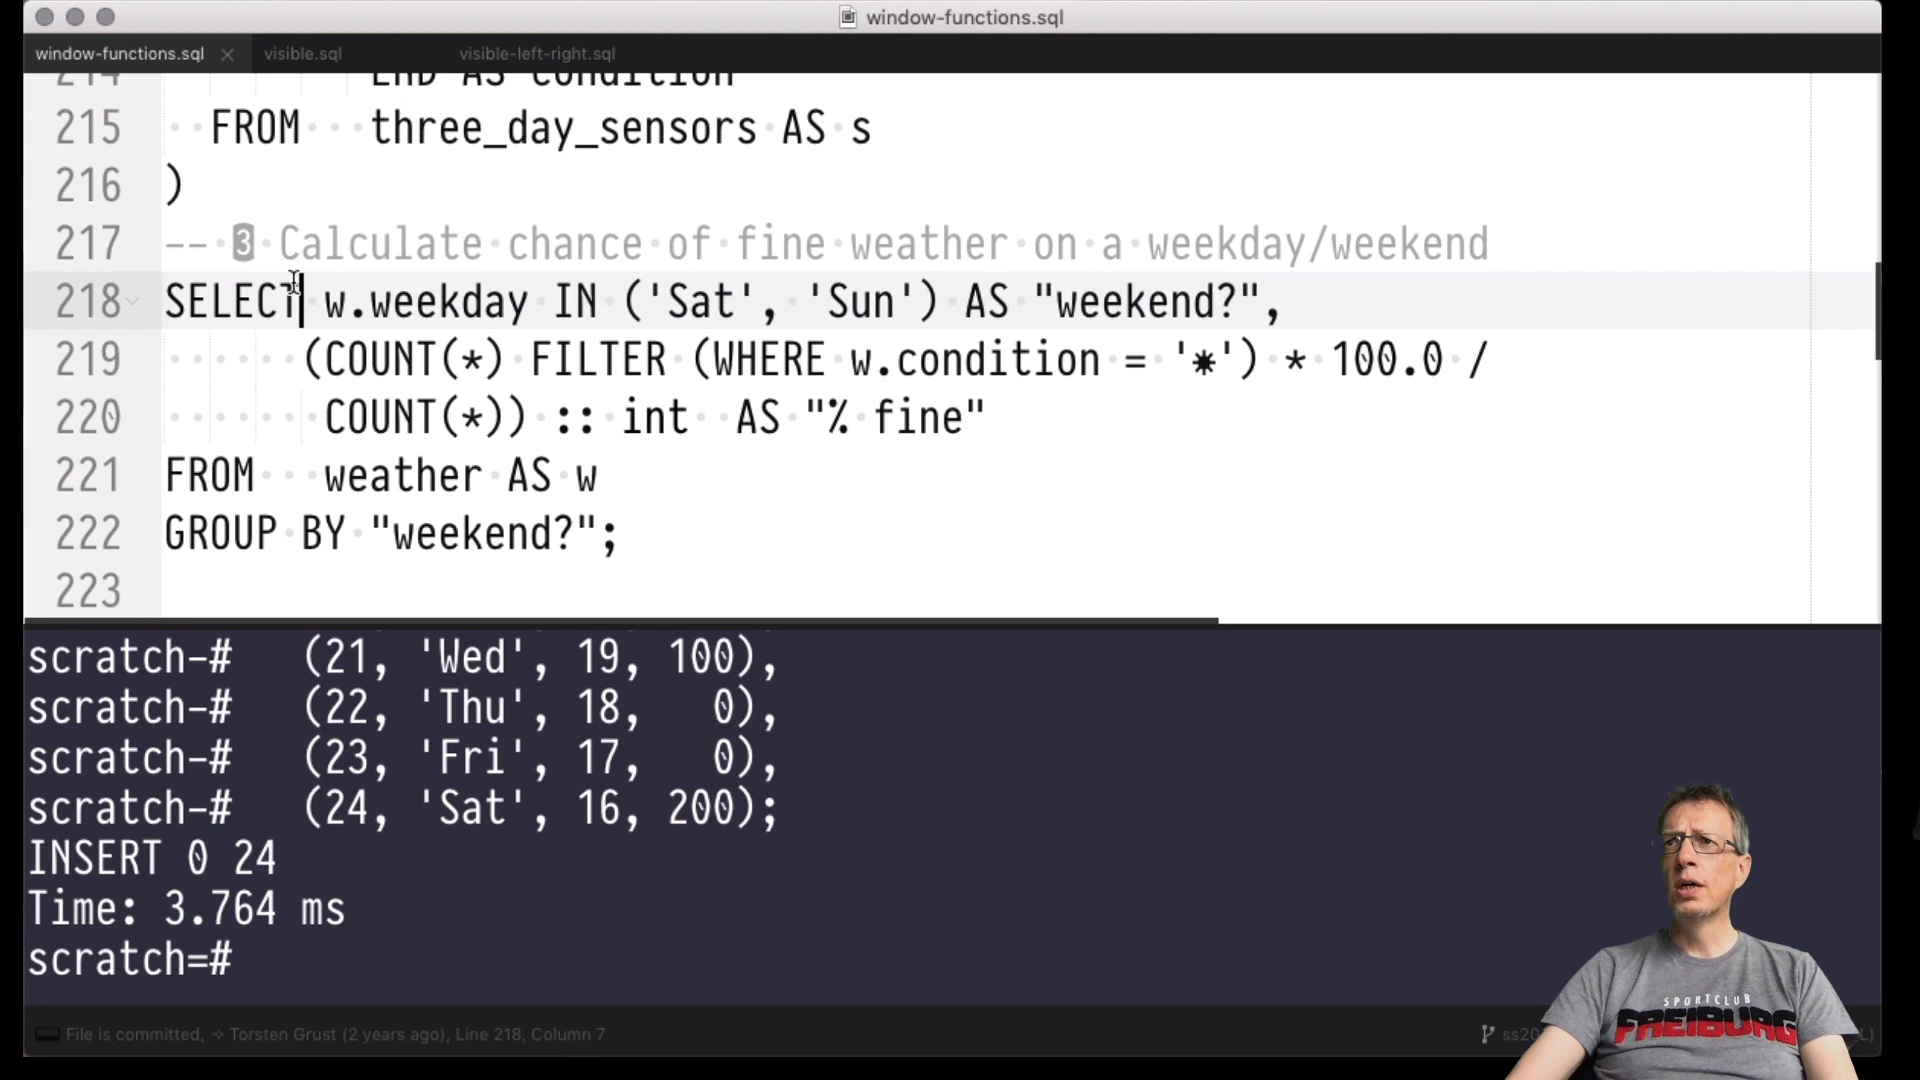 window-functions.sql
window-functions.sql × visible.sql visible-left-right.sql
214 END AS condition
215 FROM three_day_sensors AS s
216 )
217 -- 3 Calculate chance of fine weather on a weekday/weekend
218 SELECT w.weekday IN ('Sat', 'Sun') AS "weekend?",
219 (COUNT(*) FILTER (WHERE w.condition = '☀') * 100.0 /
220 COUNT(*)) :: int AS "% fine"
221 FROM weather AS w
222 GROUP BY "weekend?";
223
scratch-# (21, 'Wed', 19, 100),
scratch-# (22, 'Thu', 18, 0),
scratch-# (23, 'Fri', 17, 0),
scratch-# (24, 'Sat', 16, 200);
INSERT 0 24
Time: 3.764 ms
scratch=#
File is committed, Torsten Grust (2 years ago), Line 218, Column 7
SPORTCLUB
FREIBURG